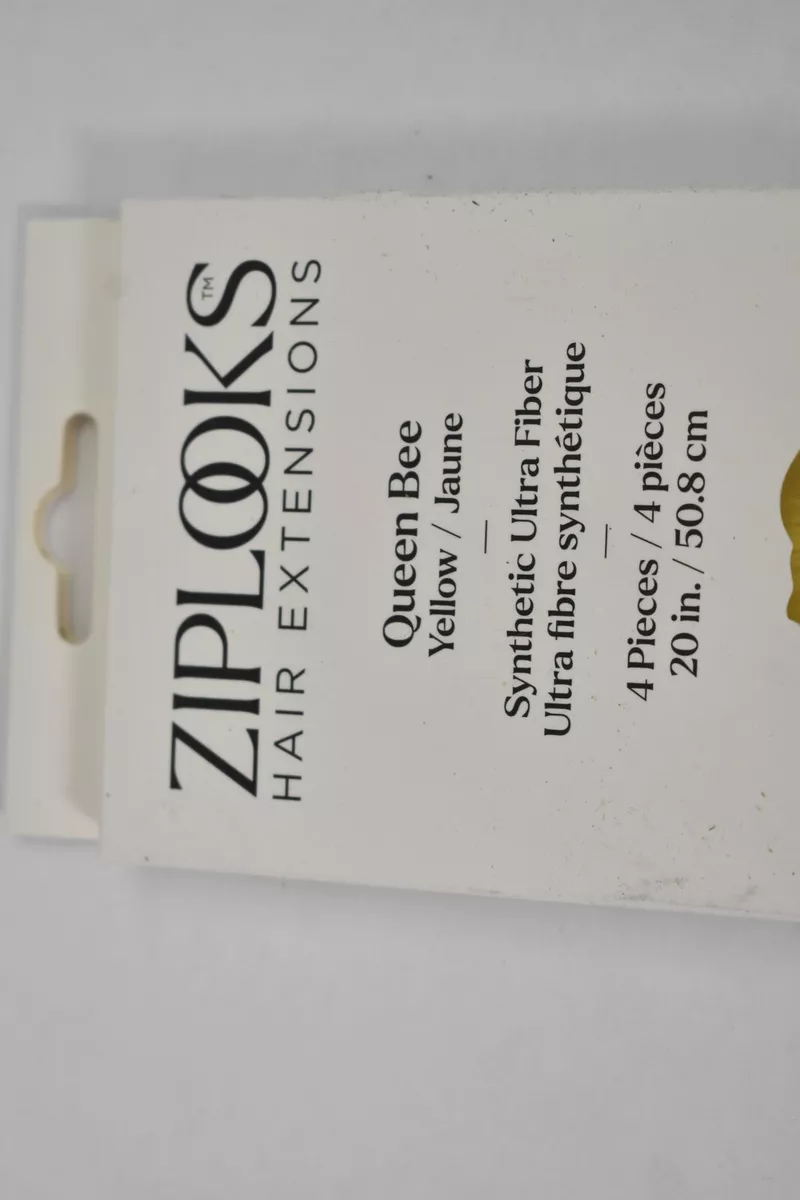 ZIPLOOKS™
HAIR EXTENSIONS
Queen Bee
Yellow / Jaune
Synthetic Ultra Fiber
Ultra fibre synthétique
4 Pieces / 4 pièces
20 in. / 50.8 cm